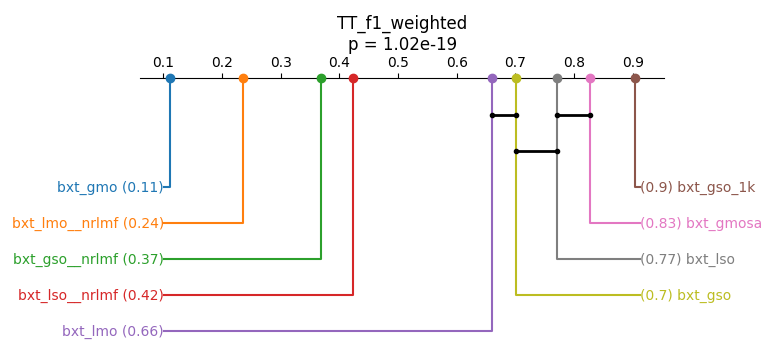 TT_f1_weighted
p = 1.02e-19
0.1 0.2 0.3 0.4 0.5 0.6 0.7 0.8 0.9
bxt_gmo (0.11) (0.9) bxt_gso_1k
bxt_lmo__nrlmf (0.24) (0.83) bxt_gmosa
bxt_gso__nrlmf (0.37) (0.77) bxt_lso
bxt_lso__nrlmf (0.42) (0.7) bxt_gso
bxt_lmo (0.66)